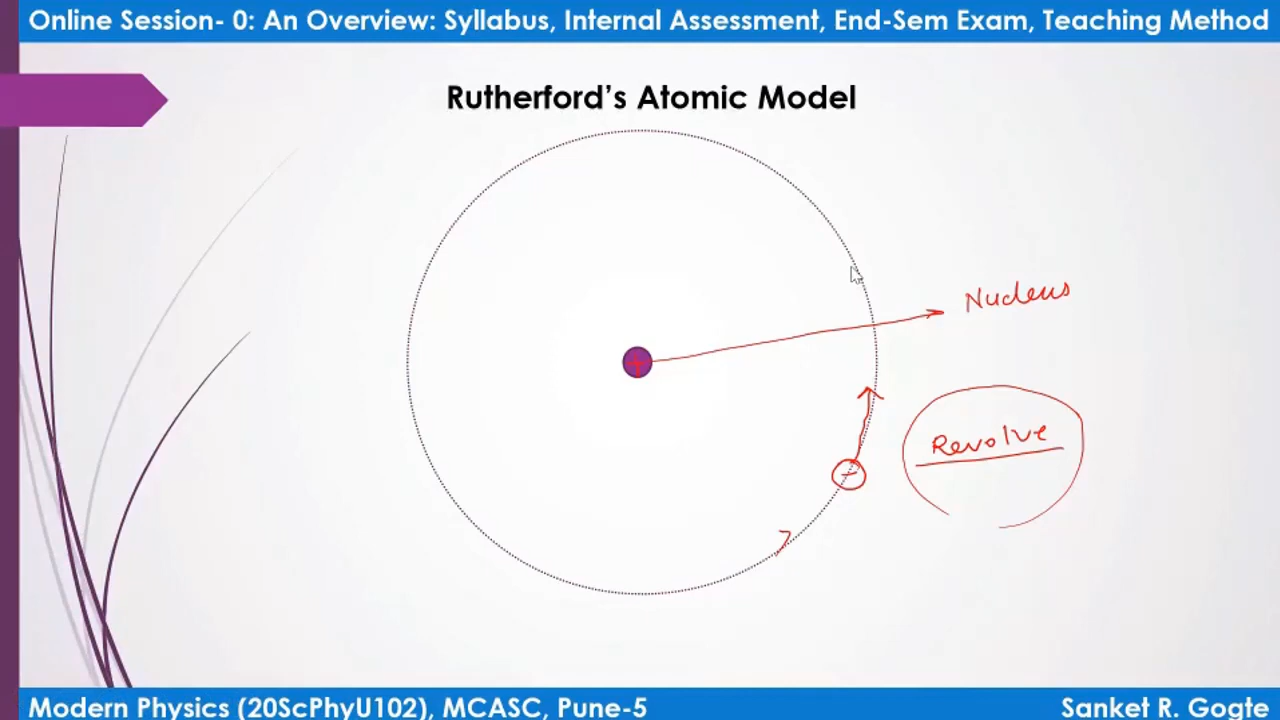 Online Session- 0: An Overview: Syllabus, Internal Assessment, End-Sem Exam, Teaching Method
Rutherford's Atomic Model
Nucleus
+
Revolve
−
Modern Physics (20ScPhyU102), MCASC, Pune-5
Sanket R. Gogte